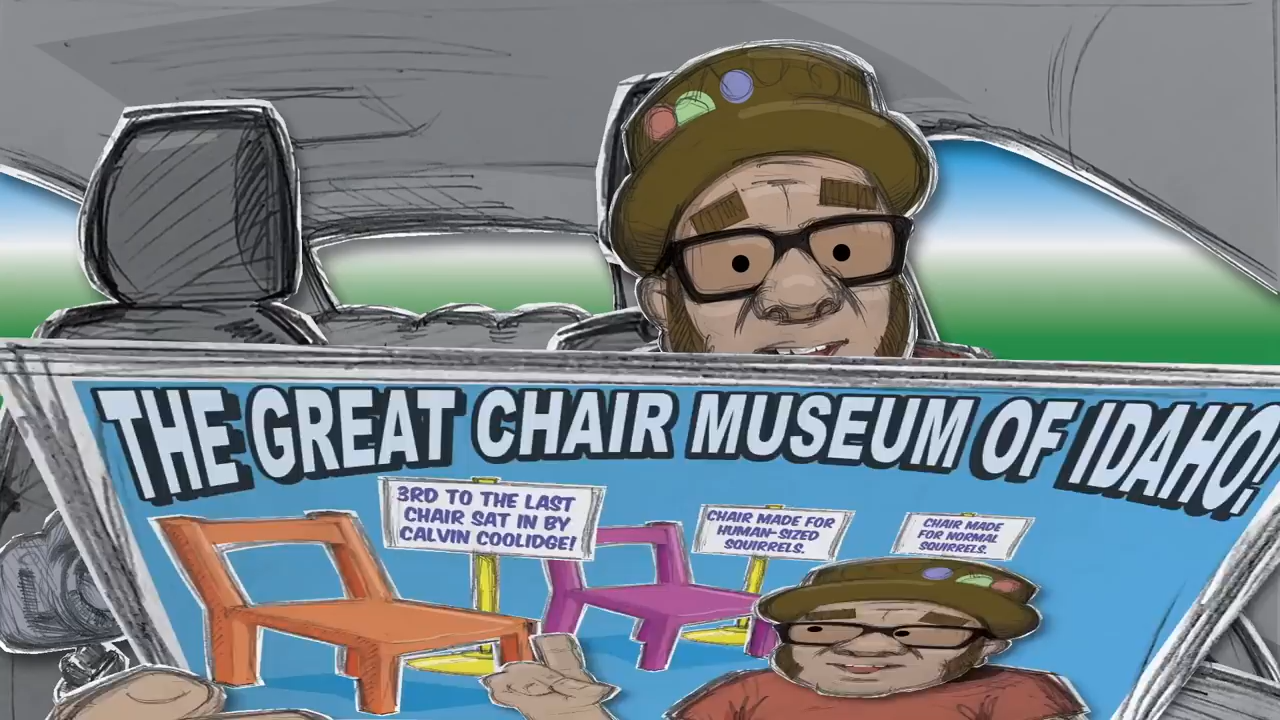 THE GREAT CHAIR MUSEUM OF IDAHO!
3RD TO THE LAST
CHAIR SAT IN BY
CALVIN COOLIDGE!
CHAIR MADE FOR
HUMAN-SIZED
SQUIRRELS.
CHAIR MADE
FOR NORMAL
SQUIRRELS.